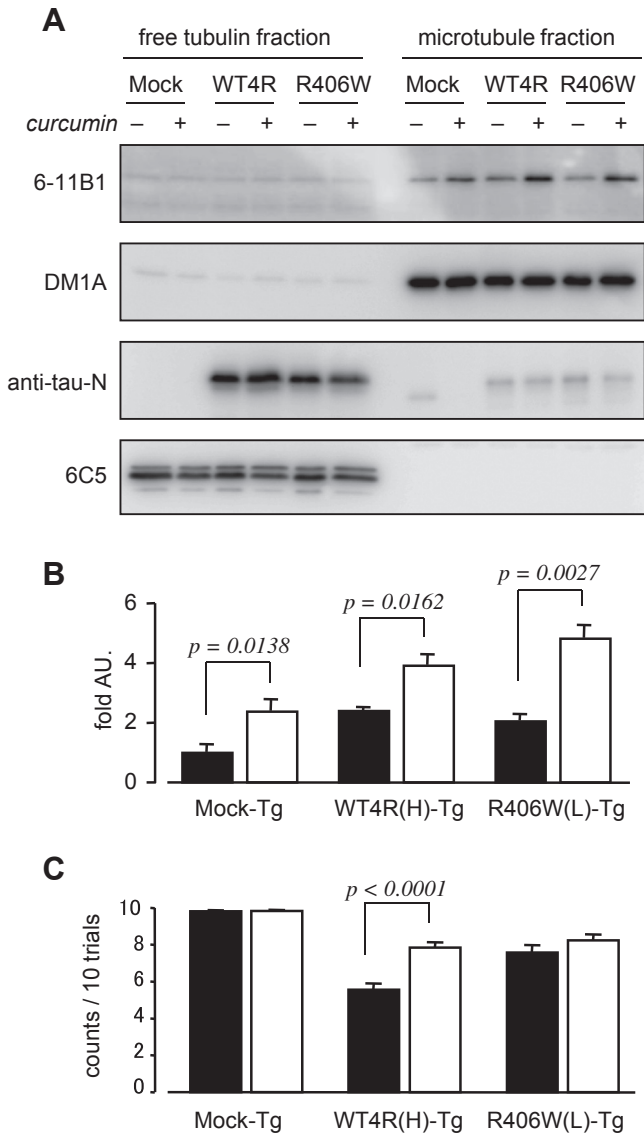 A
free tubulin fraction microtubule fraction
Mock WT4R R406W Mock WT4R R406W
curcumin – + – + – + – + – + – +
6-11B1
DM1A
anti-tau-N
6C5
B
p = 0.0027
p = 0.0162
p = 0.0138
fold AU.
6
4
2
0
Mock-Tg WT4R(H)-Tg R406W(L)-Tg
C
p < 0.0001
counts / 10 trials
10
8
6
4
2
0
Mock-Tg WT4R(H)-Tg R406W(L)-Tg